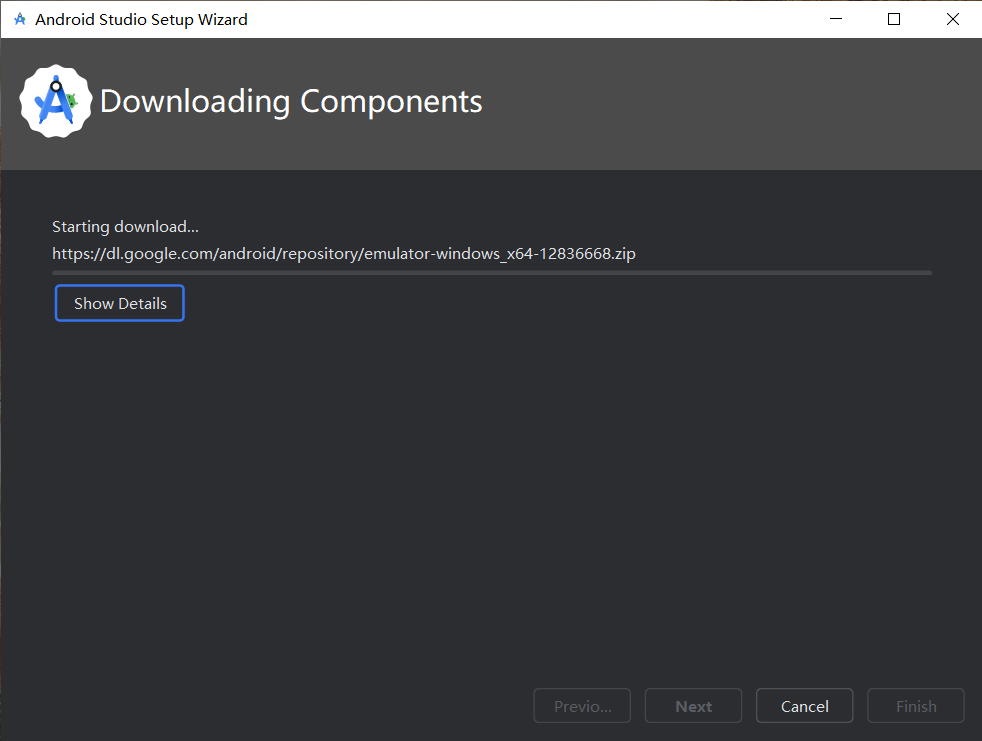 Android Studio Setup Wizard
Downloading Components
Starting download...
https://dl.google.com/android/repository/emulator-windows_x64-12836668.zip
Show Details
Previo... Next Cancel Finish